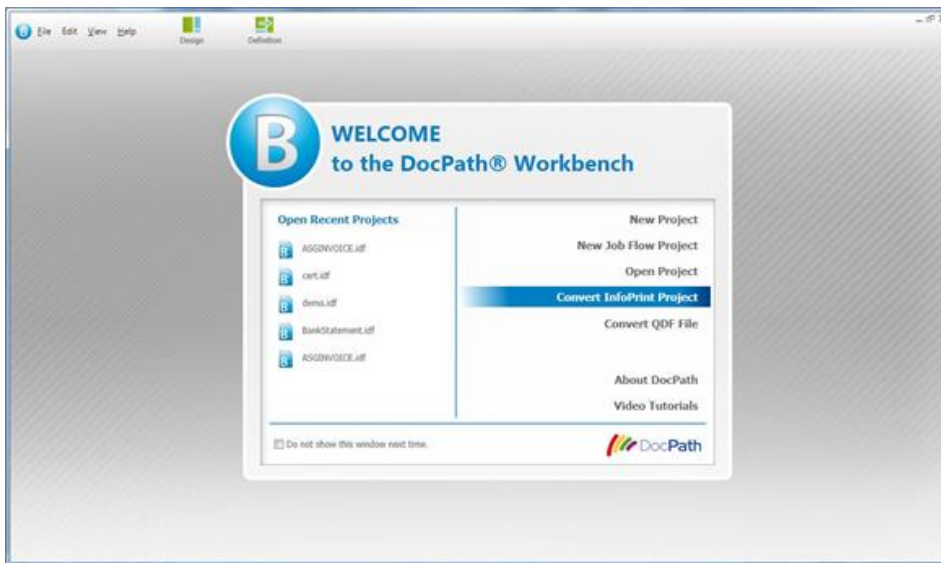 B File Edit View Help
Design
Definition
B
WELCOME
to the DocPath® Workbench
Open Recent Projects
ASGINVOICE.idf
cert.idf
demo.idf
BankStatement.idf
ASGINVOICE.idf
New Project
New Job Flow Project
Open Project
Convert InfoPrint Project
Convert QDF File
About DocPath
Video Tutorials
Do not show this window next time.
DocPath